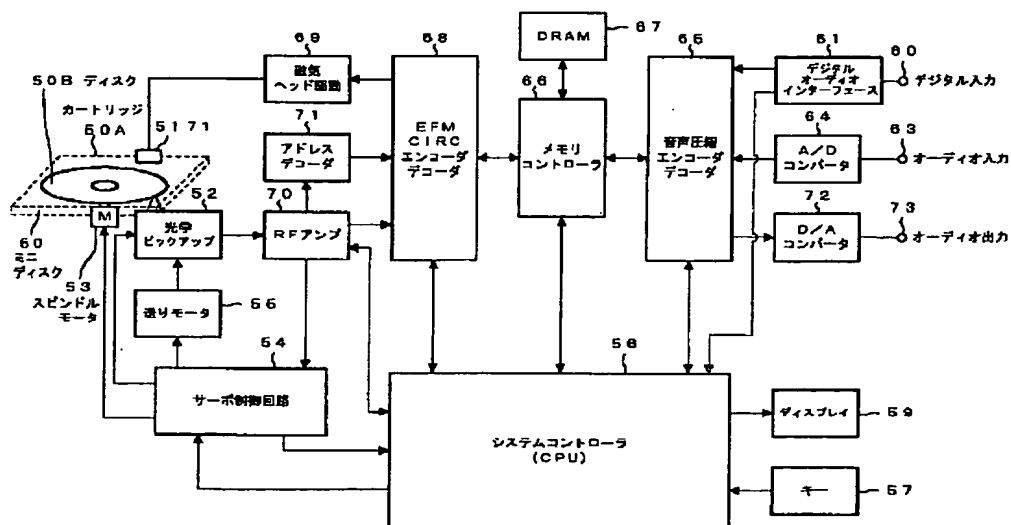 69
68
DRAM
67
65
61
60
50B ディスク
磁気
ヘッド駆動
66
デジタル
オーディオ
インターフェース
デジタル入力
カートリッジ
50A
5171
71
アドレス
デコーダ
EFM
CIRC
エンコーダ
デコーダ
メモリ
コントローラ
音声圧縮
エンコーダ
デコーダ
64
A/D
コンバータ
63
オーディオ入力
52
70
72
M
光学
ピックアップ
RFアンプ
D/A
コンバータ
73
オーディオ出力
60
ミニ
ディスク
53
スピンドル
モータ
送りモータ
55
54
56
サーボ制御回路
システムコントローラ
(CPU)
ディスプレイ
59
キー
57